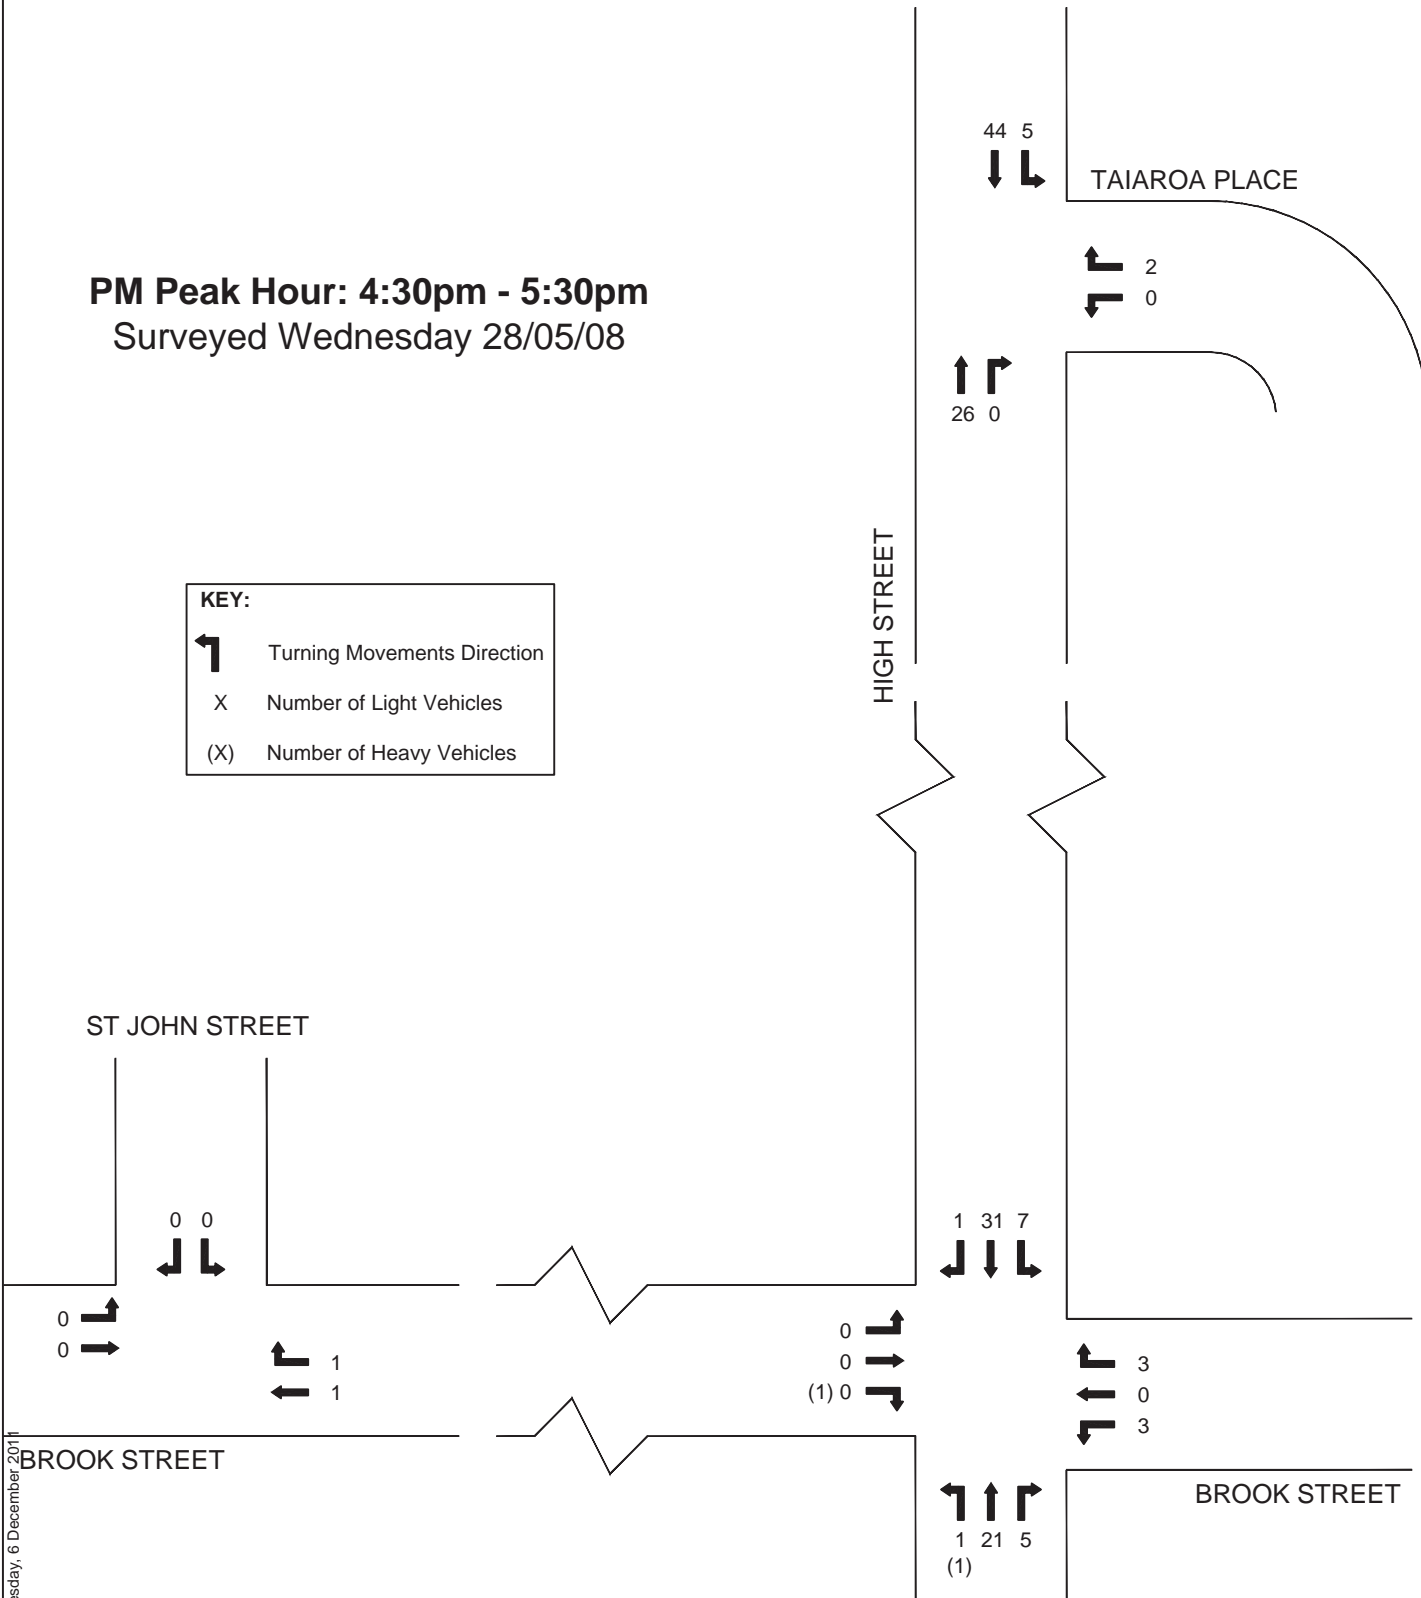 44 5
TAIAROA PLACE
2
0
PM Peak Hour: 4:30pm - 5:30pm
Surveyed Wednesday 28/05/08
26 0
HIGH STREET
KEY:
Turning Movements Direction
X Number of Light Vehicles
(X) Number of Heavy Vehicles
ST JOHN STREET
0 0
1 31 7
0
0
1
1
0
0
(1) 0
3
0
3
BROOK STREET
6 December 2011
BROOK STREET
1 21 5
(1)